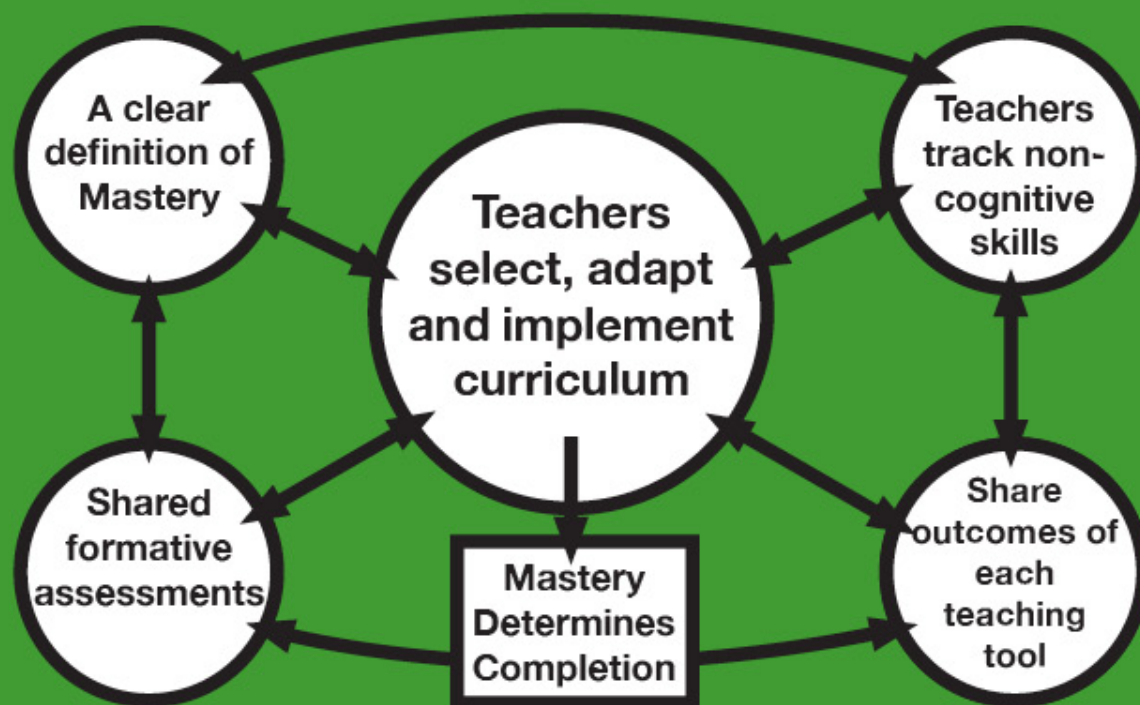 A clear
definition of
Mastery
Teachers
track non-
cognitive
skills
Teachers
select, adapt
and implement
curriculum
Shared
formative
assessments
Mastery
Determines
Completion
Share
outcomes of
each
teaching
tool